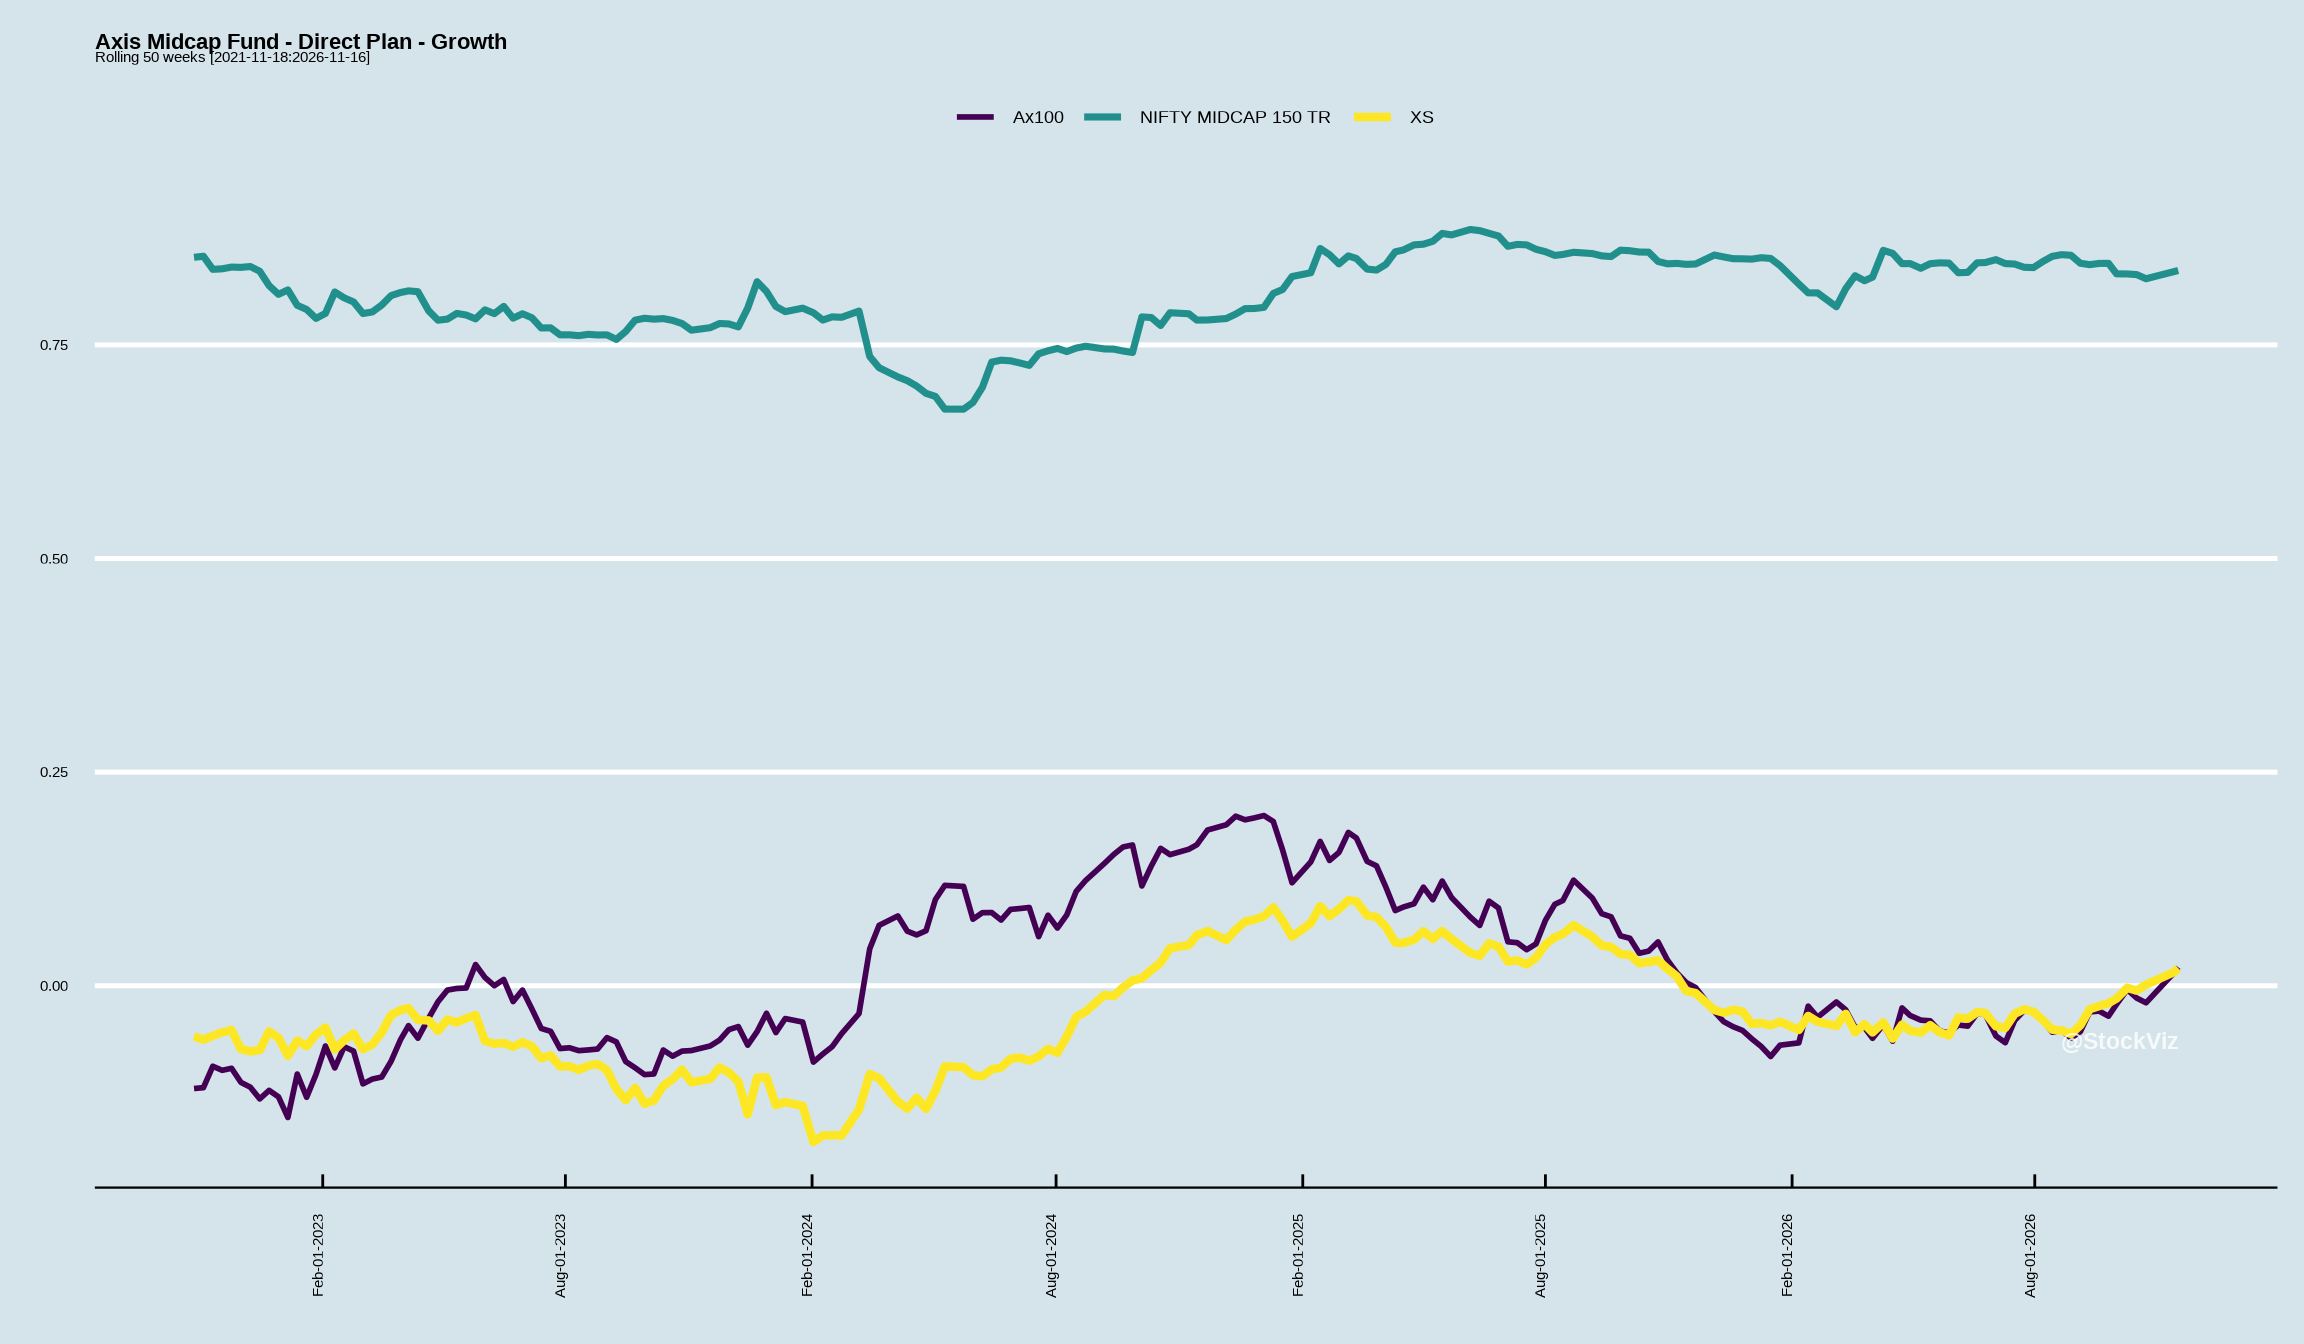 Axis Midcap Fund - Direct Plan - Growth
Rolling 50 weeks [2021-11-18:2026-11-16]
Ax100 NIFTY MIDCAP 150 TR XS
0.75
0.50
0.25
0.00
@StockViz
Feb-01-2023 Aug-01-2023 Feb-01-2024 Aug-01-2024 Feb-01-2025 Aug-01-2025 Feb-01-2026 Aug-01-2026